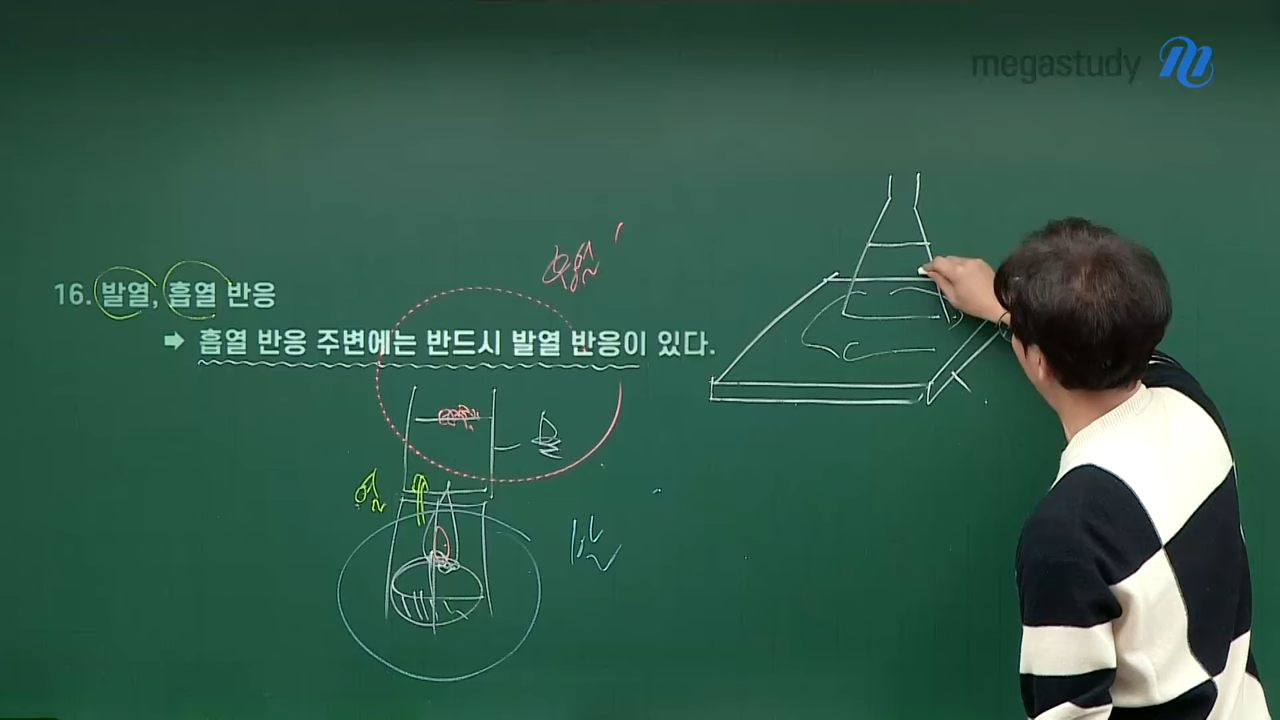 megastudy
16. 발열, 흡열 반응
➡ 흡열 반응 주변에는 반드시 발열 반응이 있다.
열